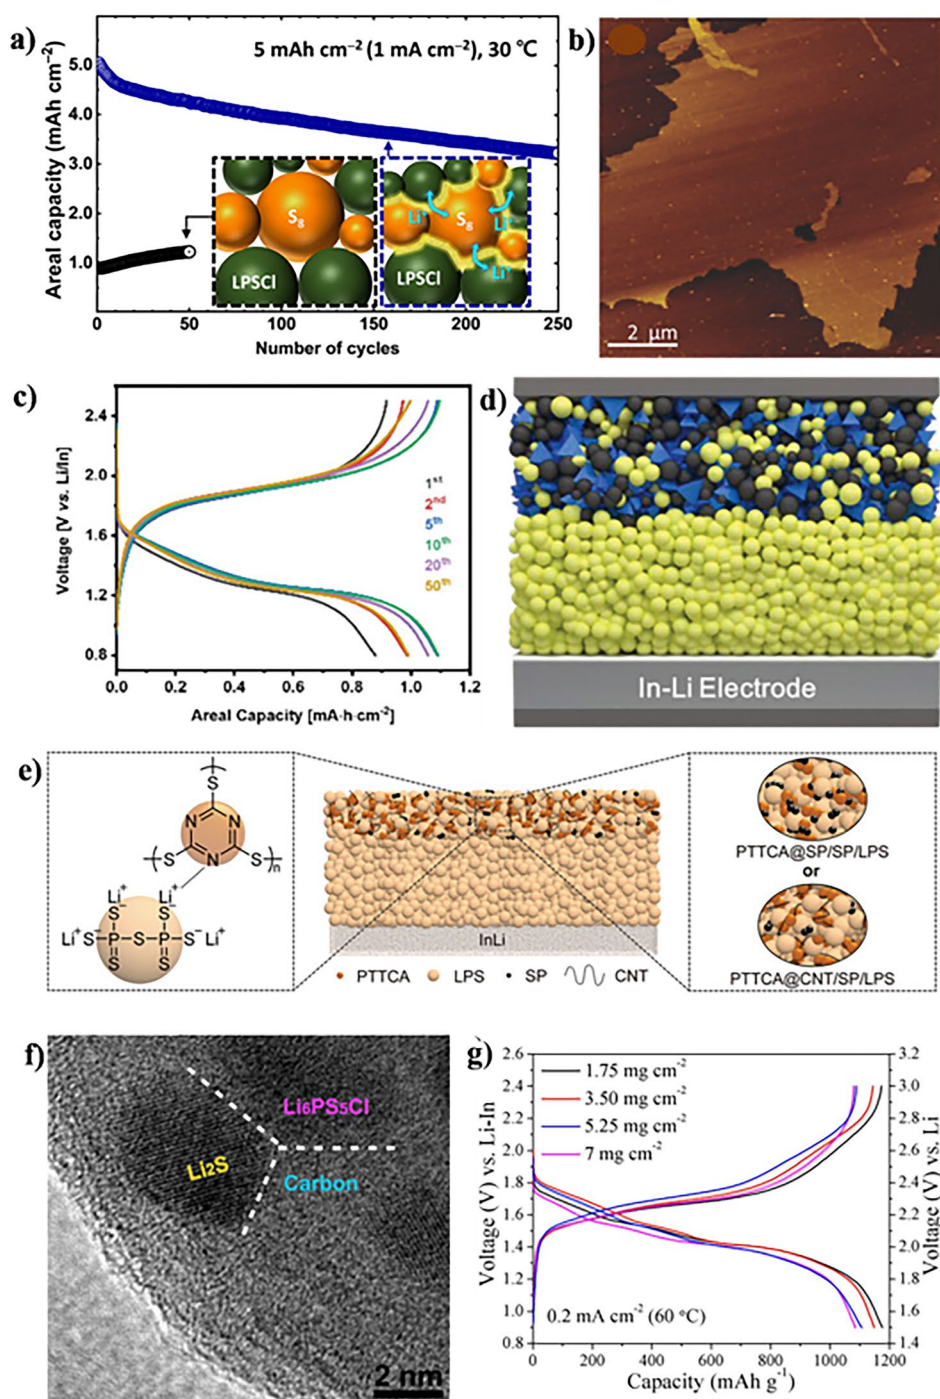 a)
5 mAh cm⁻² (1 mA cm⁻²), 30 °C
Areal capacity (mAh cm⁻²)
5.0
4.0
3.0
2.0
1.0
S₈
LPSCl
S₈
Li⁺
Li⁺
Li⁺
0
50
100
150
200
250
Number of cycles
b)
2 μm
c)
Voltage [V vs. Li/In]
2.4
2.0
1.6
1.2
0.8
1ˢᵗ
2ⁿᵈ
5ᵗʰ
10ᵗʰ
20ᵗʰ
50ᵗʰ
0.0
0.2
0.4
0.6
0.8
1.0
1.2
Areal Capacity [mA·h·cm⁻²]
d)
In-Li Electrode
e)
S
N
N
S
N
S
n
Li⁺
Li⁺
S⁻
S⁻
Li⁺ S⁻ P S P S⁻ Li⁺
S
S
InLi
PTTCA
LPS
SP
CNT
PTTCA@SP/SP/LPS
or
PTTCA@CNT/SP/LPS
f)
Li₆PS₅Cl
Li₂S
Carbon
2 nm
g)
Voltage (V) vs. Li-In
2.6
2.4
2.2
2.0
1.8
1.6
1.4
1.2
1.0
0.8
1.75 mg cm⁻²
3.50 mg cm⁻²
5.25 mg cm⁻²
7 mg cm⁻²
0.2 mA cm⁻² (60 °C)
3.2
3.0
2.8
2.6
2.4
2.2
2.0
1.8
1.6
1.4
Voltage (V) vs. Li
0
200
400
600
800
1000
1200
Capacity (mAh g⁻¹)